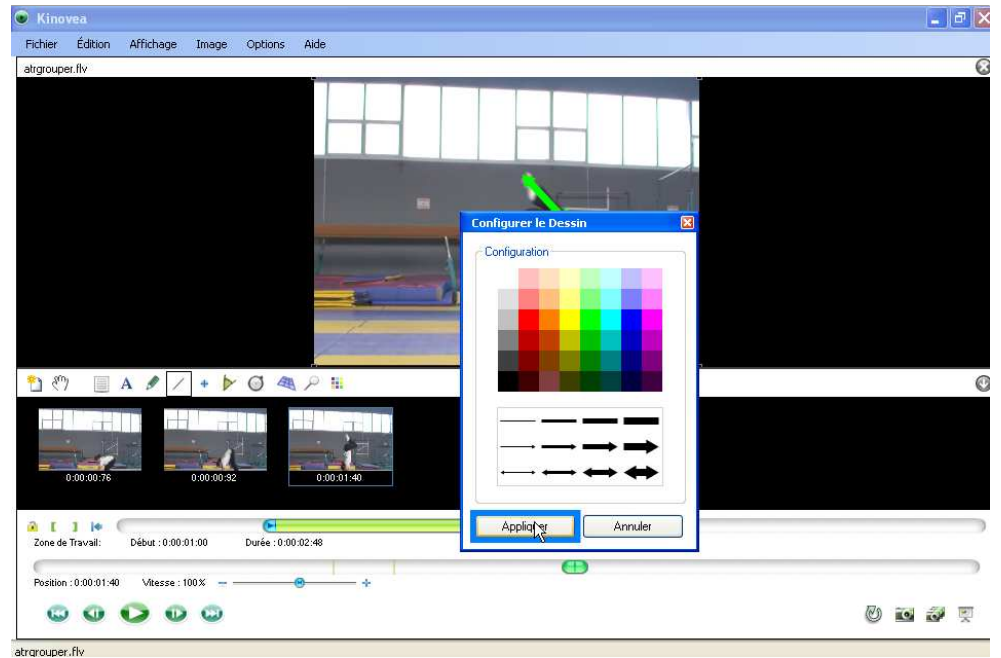 Kinovea
Fichier Édition Affichage Image Options Aide
atrgrouper.flv
Configurer le Dessin
Configuration
Appliquer Annuler
0:00:00:76 0:00:00:92 0:00:01:40
Zone de Travail: Début : 0:00:01:00 Durée : 0:00:02:48
Position : 0:00:01:40 Vitesse : 100%
atrgrouper.flv